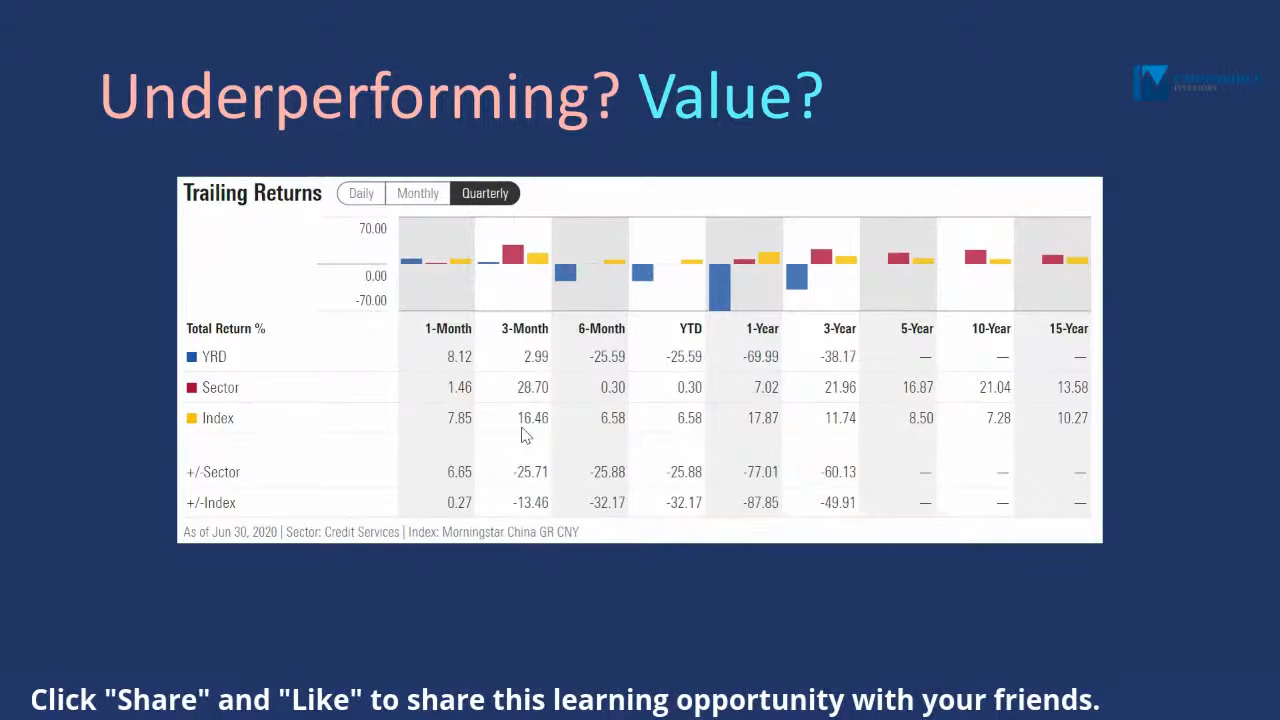 Underperforming? Value?
INVESTORS
Trailing Returns Daily Monthly Quarterly
70.00
0.00
-70.00
Total Return % 1-Month 3-Month 6-Month YTD 1-Year 3-Year 5-Year 10-Year 15-Year
YRD 8.12 2.99 -25.59 -25.59 -69.99 -38.17 — — —
Sector 1.46 28.70 0.30 0.30 7.02 21.96 16.87 21.04 13.58
Index 7.85 16.46 6.58 6.58 17.87 11.74 8.50 7.28 10.27
+/-Sector 6.65 -25.71 -25.88 -25.88 -77.01 -60.13 — — —
+/-Index 0.27 -13.46 -32.17 -32.17 -87.85 -49.91 — — —
As of Jun 30, 2020 | Sector: Credit Services | Index: Morningstar China GR CNY
Click "Share" and "Like" to share this learning opportunity with your friends.